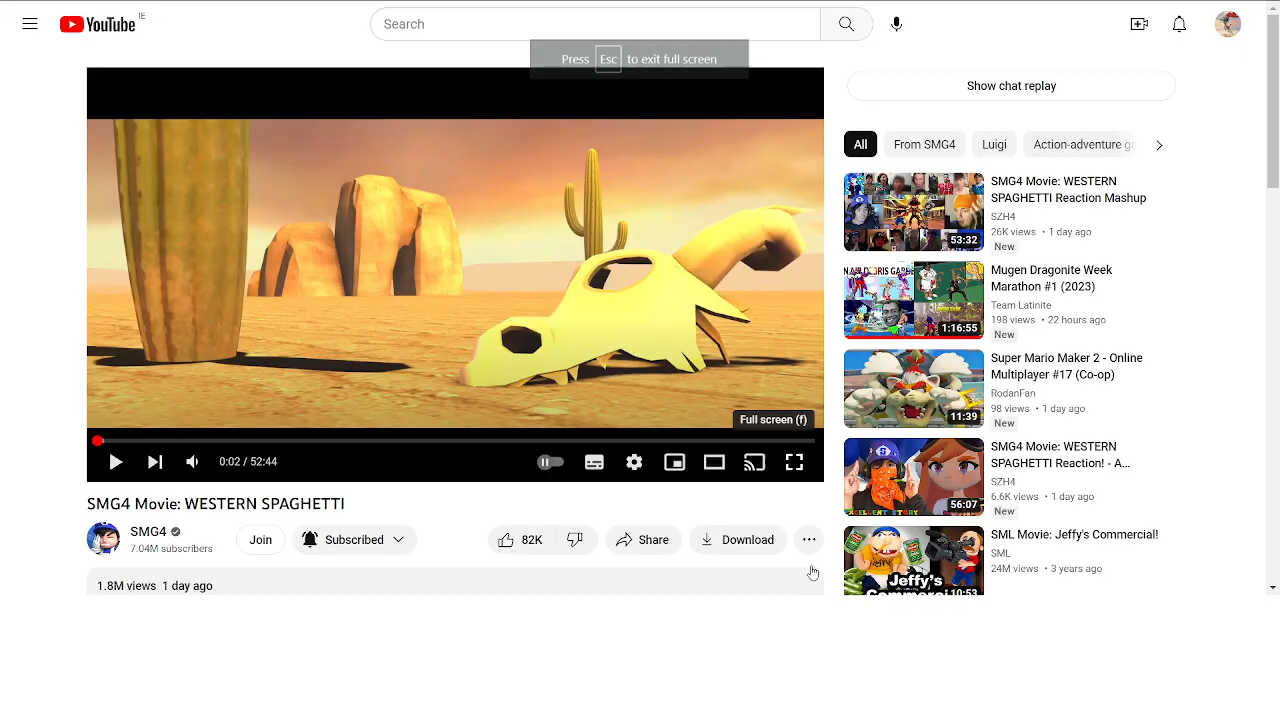 YouTube IE
Search
Press Esc to exit full screen
Full screen (f)
0:02 / 52:44
SMG4 Movie: WESTERN SPAGHETTI
SMG4
7.04M subscribers
Join
Subscribed
82K
Share
Download
1.8M views 1 day ago
Show chat replay
All
From SMG4
Luigi
Action-adventure ga
53:32
SMG4 Movie: WESTERN
SPAGHETTI Reaction Mashup
SZH4
26K views • 1 day ago
New
1:16:55
Mugen Dragonite Week
Marathon #1 (2023)
Team Latinite
198 views • 22 hours ago
New
11:39
Super Mario Maker 2 - Online
Multiplayer #17 (Co-op)
RodanFan
98 views • 1 day ago
New
56:07
SMG4 Movie: WESTERN
SPAGHETTI Reaction! - A...
SZH4
6.6K views • 1 day ago
New
Jeffy's
10:53
SML Movie: Jeffy's Commercial!
SML
24M views • 3 years ago